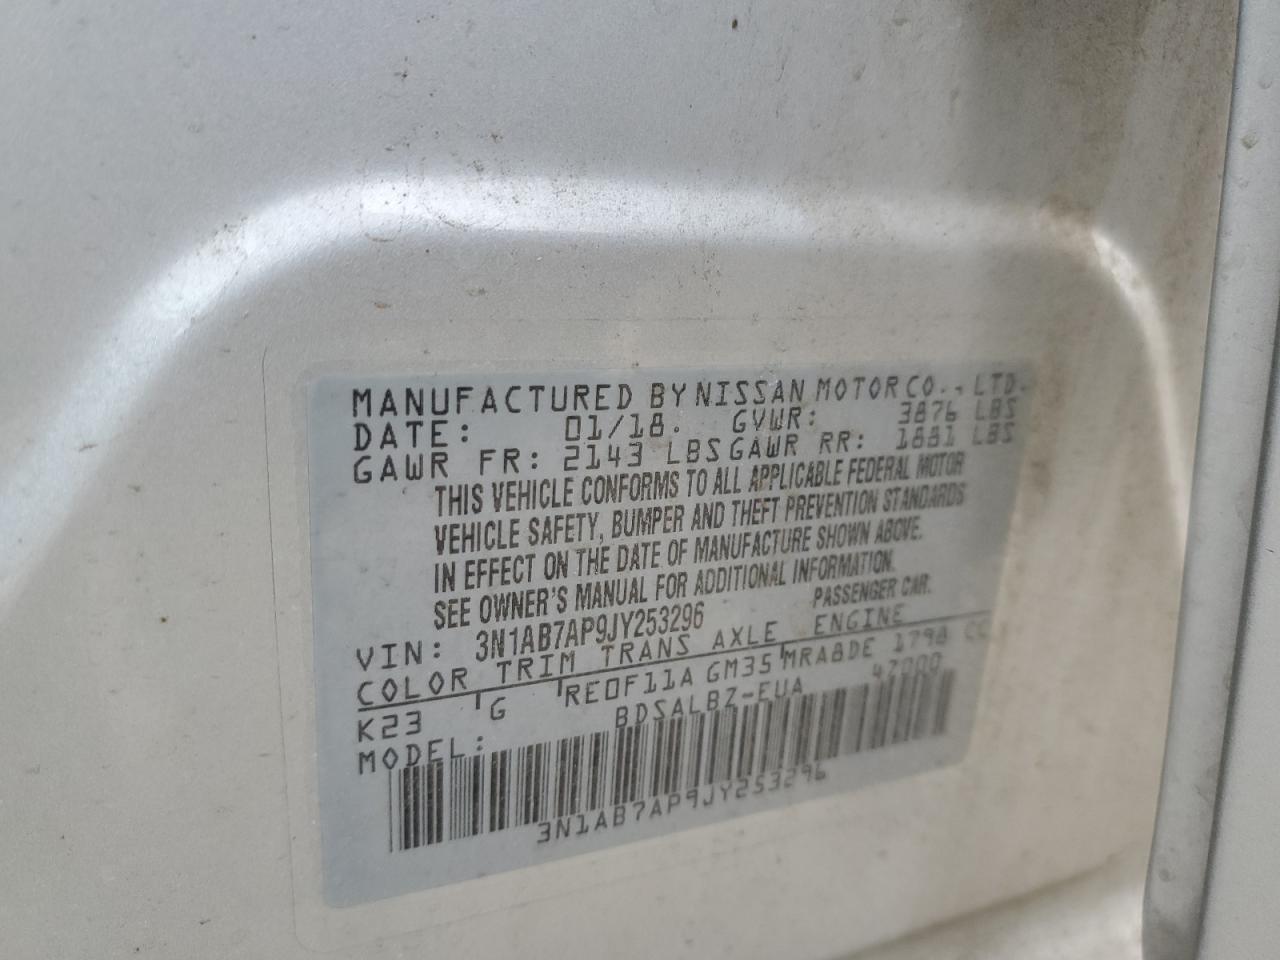 MANUFACTURED BY NISSAN MOTOR CO., LTD.
DATE: 01/18. GVWR: 3876 LBS
GAWR FR: 2143 LBS GAWR RR: 1881 LBS
THIS VEHICLE CONFORMS TO ALL APPLICABLE FEDERAL MOTOR
VEHICLE SAFETY, BUMPER AND THEFT PREVENTION STANDARDS
IN EFFECT ON THE DATE OF MANUFACTURE SHOWN ABOVE.
SEE OWNER'S MANUAL FOR ADDITIONAL INFORMATION.
VIN: 3N1AB7AP9JY253296 PASSENGER CAR.
COLOR TRIM TRANS AXLE ENGINE
K23 G RE0F11A GM35 MRA8DE 1798 CC
MODEL: BDSALBZ-EUA 47000
3N1AB7AP9JY253296